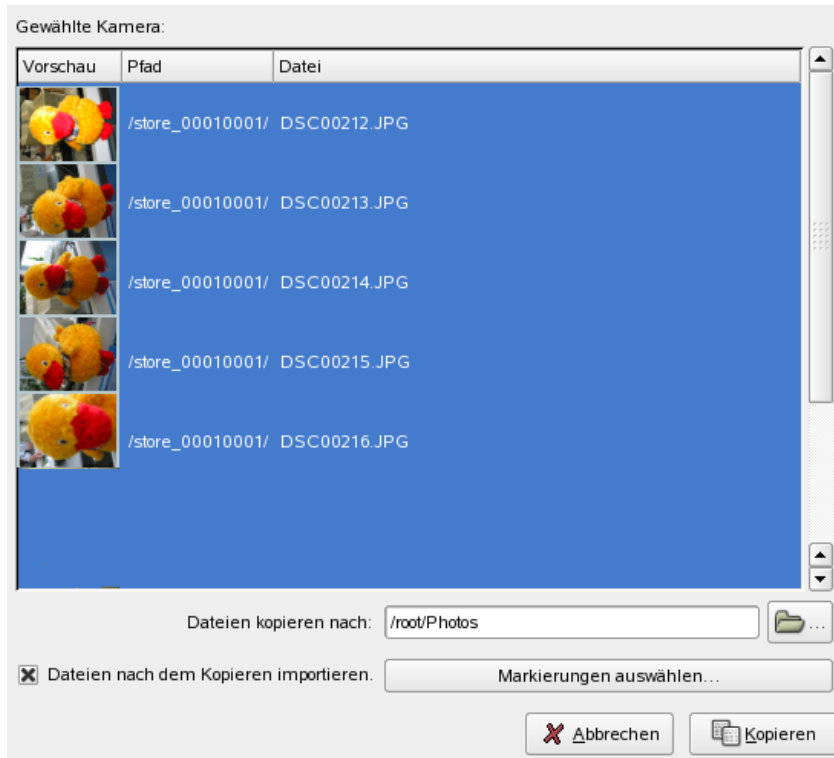 Gewählte Kamera:
Vorschau Pfad Datei
/store_00010001/ DSC00212.JPG
/store_00010001/ DSC00213.JPG
/store_00010001/ DSC00214.JPG
/store_00010001/ DSC00215.JPG
/store_00010001/ DSC00216.JPG
Dateien kopieren nach: /root/Photos ...
Dateien nach dem Kopieren importieren. Markierungen auswählen...
Abbrechen Kopieren